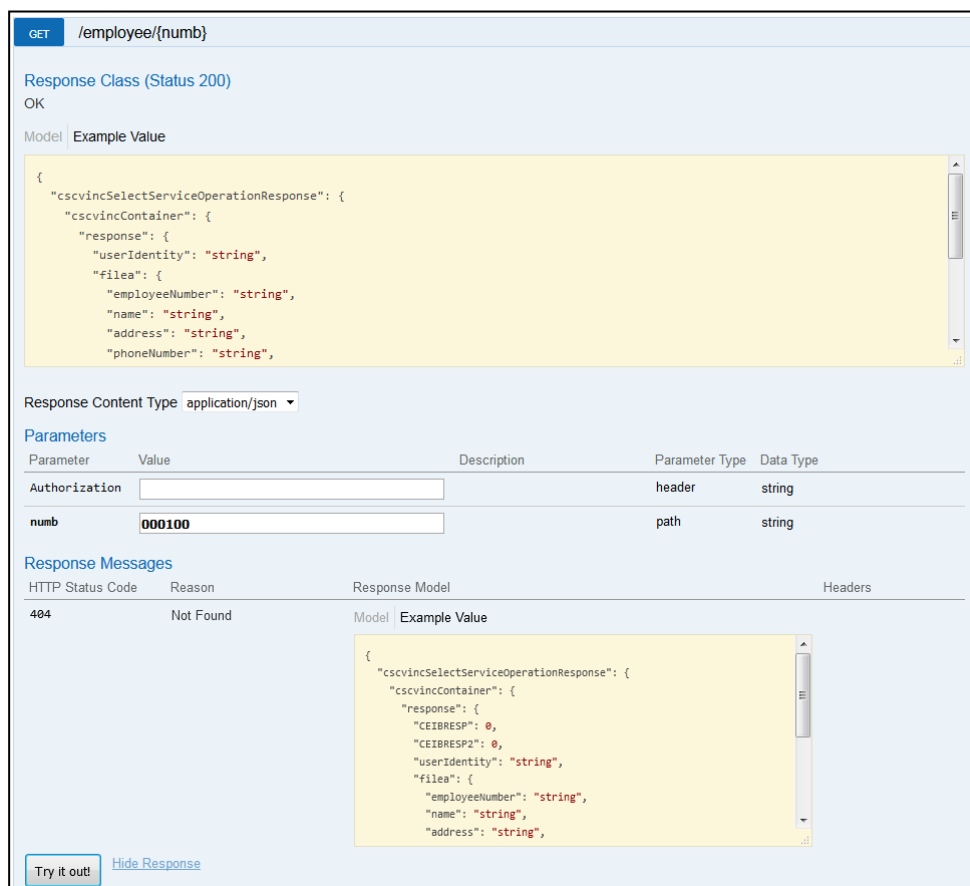 GET /employee/{numb}
Response Class (Status 200)
OK
Model Example Value
{
"cscvincSelectServiceOperationResponse": {
"cscvincContainer": {
"response": {
"userIdentity": "string",
"filea": {
"employeeNumber": "string",
"name": "string",
"address": "string",
"phoneNumber": "string",
Response Content Type application/json
Parameters
Parameter Value Description Parameter Type Data Type
Authorization header string
numb 000100 path string
Response Messages
HTTP Status Code Reason Response Model Headers
404 Not Found Model Example Value
{
"cscvincSelectServiceOperationResponse": {
"cscvincContainer": {
"response": {
"CEIBRESP": 0,
"CEIBRESP2": 0,
"userIdentity": "string",
"filea": {
"employeeNumber": "string",
"name": "string",
"address": "string",
Try it out! Hide Response